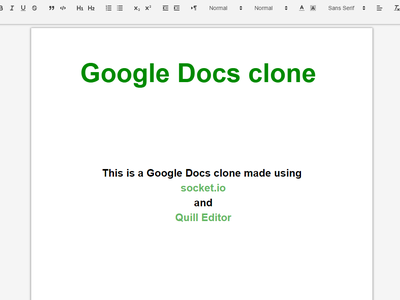 B I U S ” </> H₁ H₂ x₂ x² ¶ Normal Normal A A Sans Serif Tx
Google Docs clone
This is a Google Docs clone made using
socket.io
and
Quill Editor